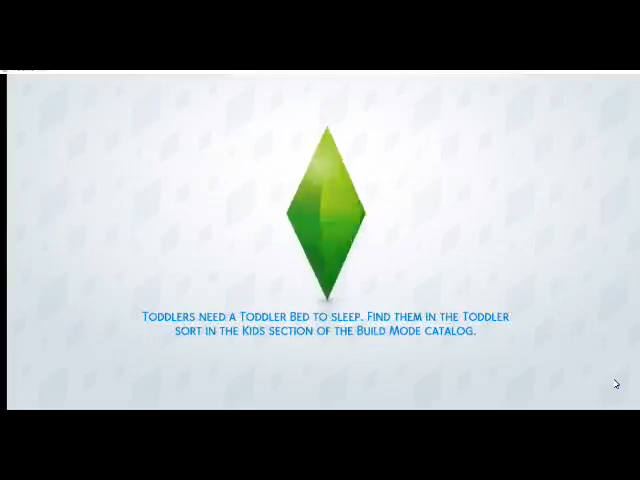 Toddlers need a Toddler Bed to sleep. Find them in the Toddler
sort in the Kids section of the Build Mode catalog.